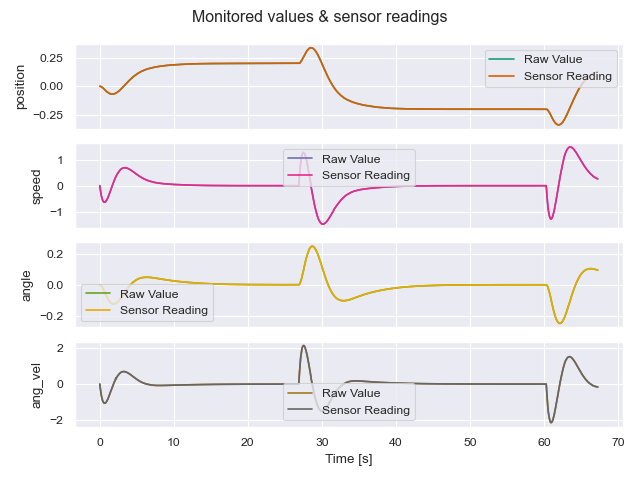 Monitored values & sensor readings
position
0.25
0.00
−0.25
Raw Value
Sensor Reading
speed
1
0
−1
Raw Value
Sensor Reading
angle
0.2
0.0
−0.2
Raw Value
Sensor Reading
ang_vel
2
0
−2
Raw Value
Sensor Reading
0 10 20 30 40 50 60 70
Time [s]